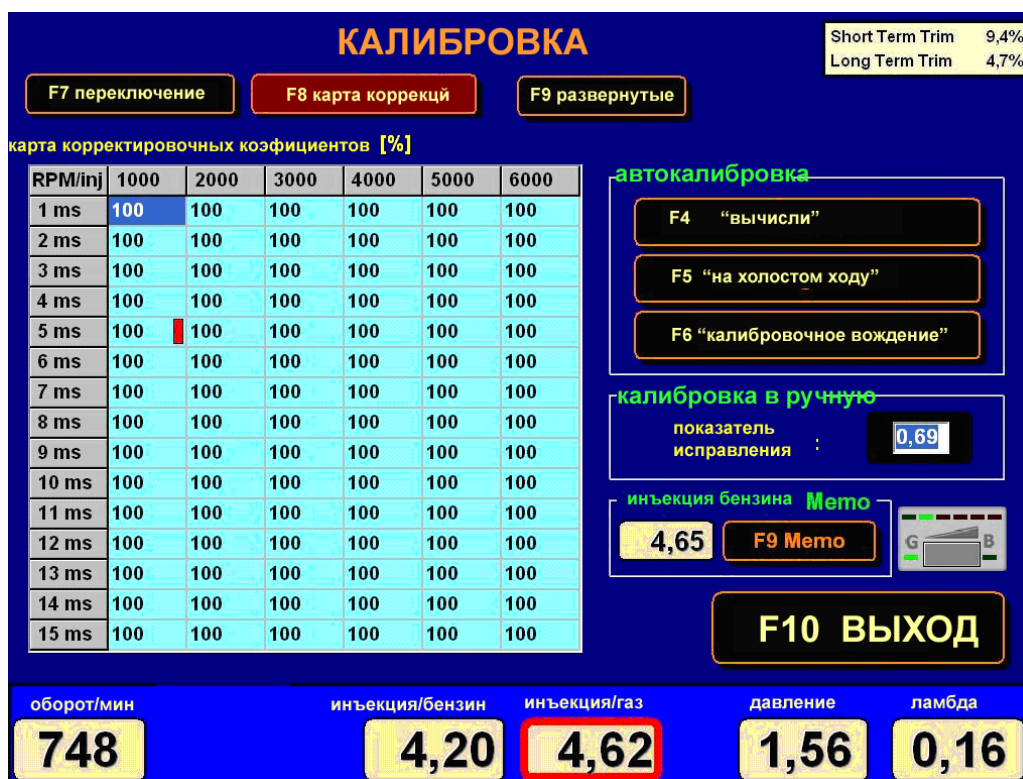 КАЛИБРОВКА
Short Term Trim 9,4%
Long Term Trim 4,7%
F7 переключение
F8 карта коррекцй
F9 развернутые
карта корректировочных коэфициентов [%]
RPM/inj 1000 2000 3000 4000 5000 6000
1 ms 100 100 100 100 100 100
2 ms 100 100 100 100 100 100
3 ms 100 100 100 100 100 100
4 ms 100 100 100 100 100 100
5 ms 100 100 100 100 100 100
6 ms 100 100 100 100 100 100
7 ms 100 100 100 100 100 100
8 ms 100 100 100 100 100 100
9 ms 100 100 100 100 100 100
10 ms 100 100 100 100 100 100
11 ms 100 100 100 100 100 100
12 ms 100 100 100 100 100 100
13 ms 100 100 100 100 100 100
14 ms 100 100 100 100 100 100
15 ms 100 100 100 100 100 100
автокалибровка
F4 “вычисли”
F5 “на холостом ходу”
F6 “калибровочное вождение”
калибровка в ручную
показатель
исправления : 0,69
инъекция бензина Memo
4,65 F9 Memo
G B
F10 ВЫХОД
оборот/мин инъекция/бензин инъекция/газ давление ламбда
748 4,20 4,62 1,56 0,16